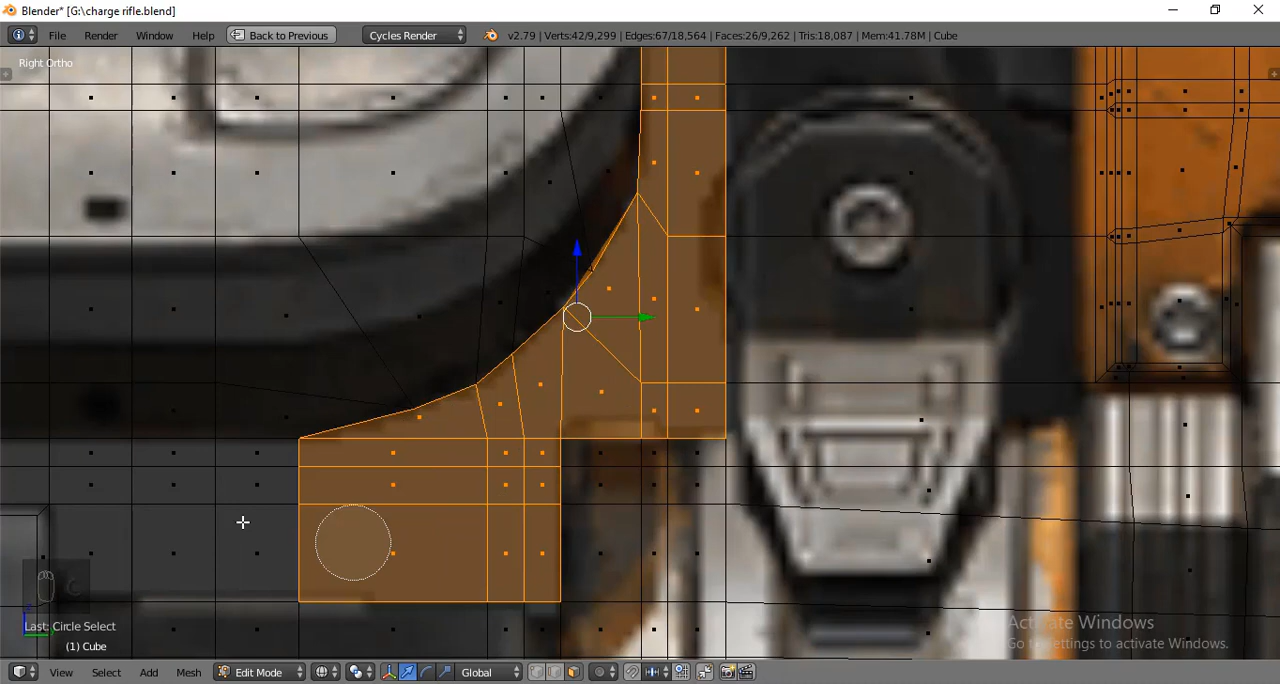 Blender* [G:\charge rifle.blend]
File Render Window Help Back to Previous Cycles Render v2.79 | Verts:42/9,299 | Edges:67/18,564 | Faces:26/9,262 | Tris:18,087 | Mem:41.78M | Cube
Right Ortho
C
Last: Circle Select
(1) Cube
Activate Windows
Go to Settings to activate Windows.
View Select Add Mesh Edit Mode Global